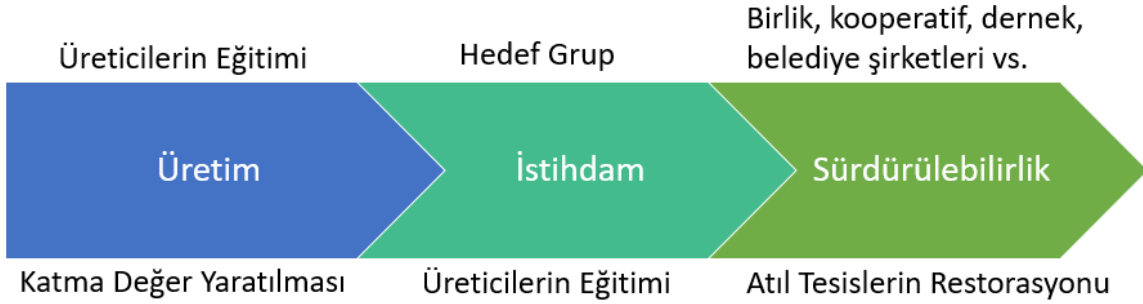 Üreticilerin Eğitimi
Hedef Grup
Birlik, kooperatif, dernek,
belediye şirketleri vs.
Üretim
İstihdam
Sürdürülebilirlik
Katma Değer Yaratılması
Üreticilerin Eğitimi
Atıl Tesislerin Restorasyonu